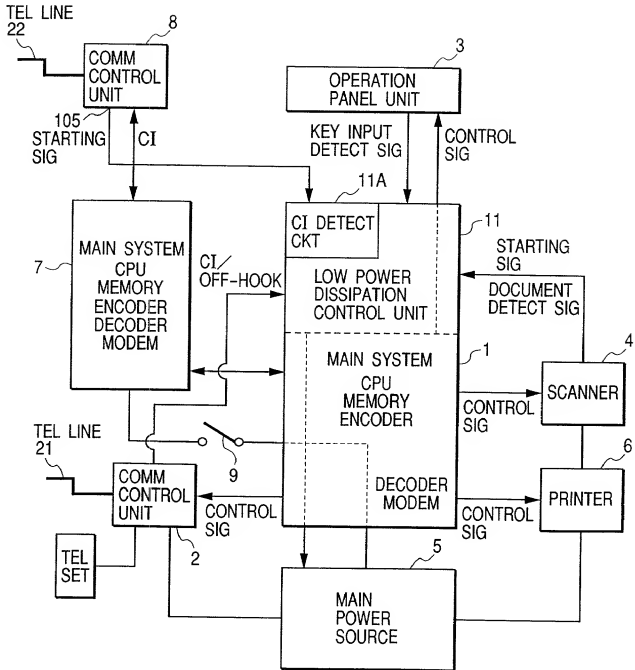 TEL LINE
22
8
COMM
CONTROL
UNIT
105
STARTING
SIG
CI
3
OPERATION
PANEL UNIT
KEY INPUT
DETECT SIG
CONTROL
SIG
11A
11
CI DETECT
CKT
LOW POWER
DISSIPATION
CONTROL UNIT
7
MAIN SYSTEM
CPU
MEMORY
ENCODER
DECODER
MODEM
CI/
OFF-HOOK
STARTING
SIG
DOCUMENT
DETECT SIG
1
MAIN SYSTEM
CPU
MEMORY
ENCODER
DECODER
MODEM
4
SCANNER
CONTROL
SIG
6
PRINTER
CONTROL
SIG
9
TEL LINE
21
COMM
CONTROL
UNIT
2
CONTROL
SIG
TEL
SET
5
MAIN
POWER
SOURCE